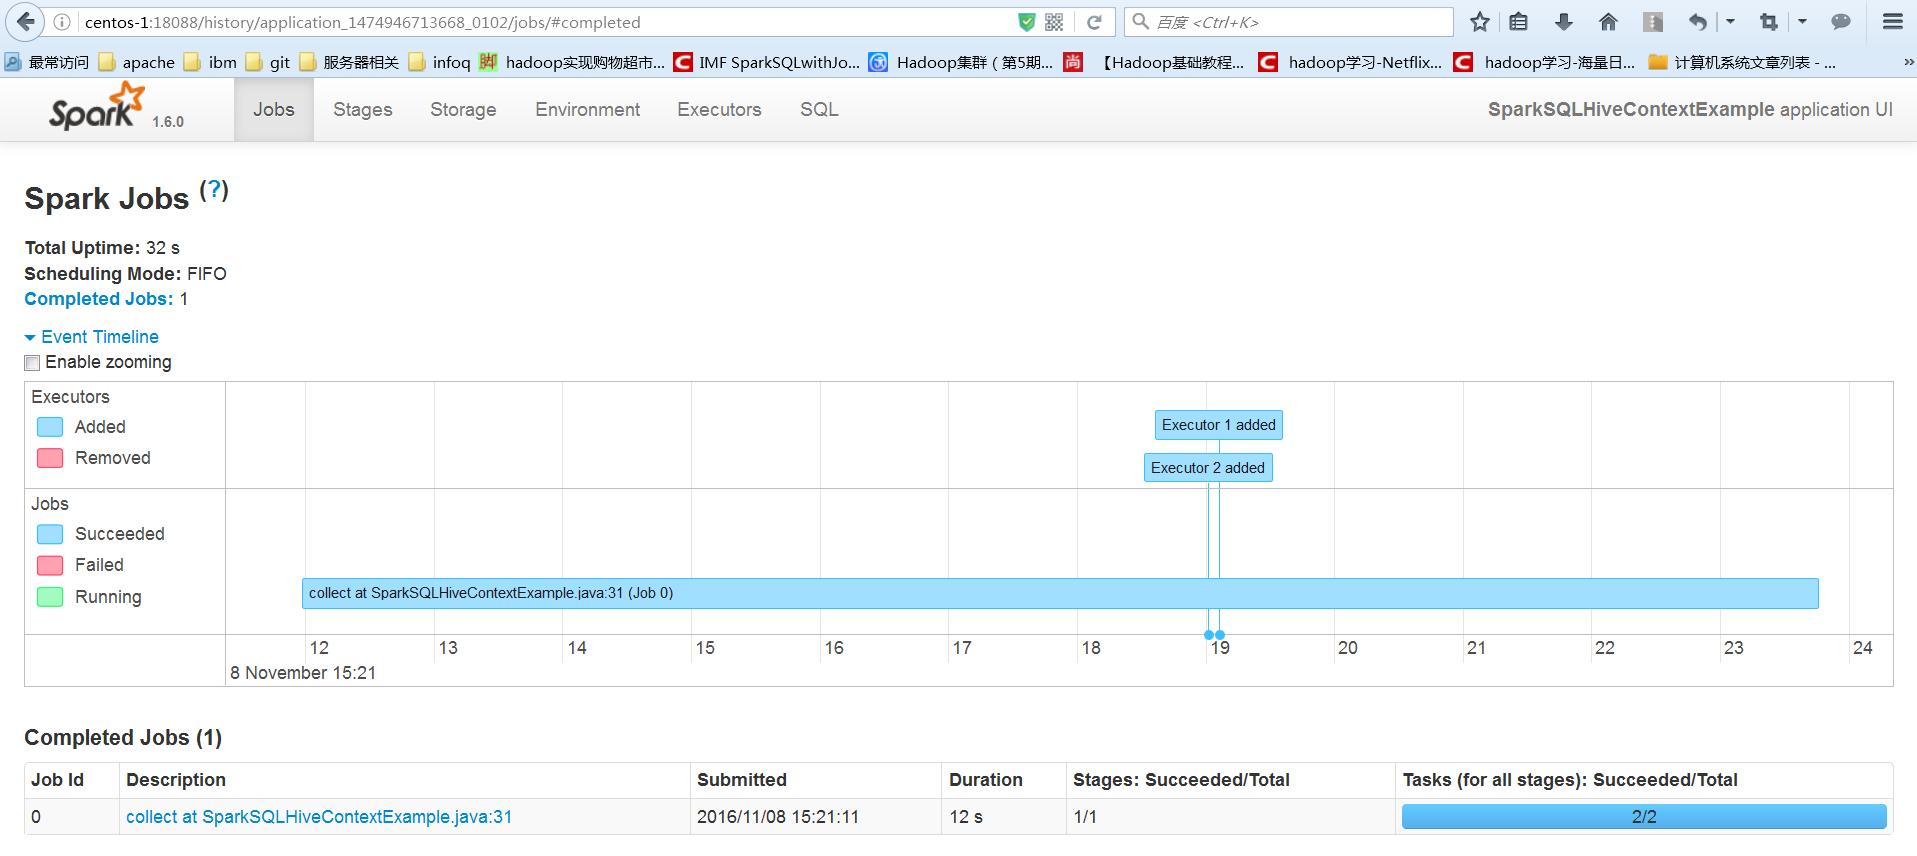 centos-1:18088/history/application_1474946713668_0102/jobs/#completed 百度 <Ctrl+K>
最常访问 apache ibm git 服务器相关 infoq 脚 hadoop实现购物超市... C IMF SparkSQLwithJo... Hadoop集群（第5期... 尚 【Hadoop基础教程... C hadoop学习-Netflix... C hadoop学习-海量日... 计算机系统文章列表 - ... »
Spark 1.6.0 Jobs Stages Storage Environment Executors SQL SparkSQLHiveContextExample application UI
Spark Jobs (?)
Total Uptime: 32 s
Scheduling Mode: FIFO
Completed Jobs: 1
Event Timeline
Enable zooming
Executors
Added
Removed
Executor 1 added
Executor 2 added
Jobs
Succeeded
Failed
Running
collect at SparkSQLHiveContextExample.java:31 (Job 0)
12 13 14 15 16 17 18 19 20 21 22 23 24
8 November 15:21
Completed Jobs (1)
Job Id Description Submitted Duration Stages: Succeeded/Total Tasks (for all stages): Succeeded/Total
0 collect at SparkSQLHiveContextExample.java:31 2016/11/08 15:21:11 12 s 1/1 2/2